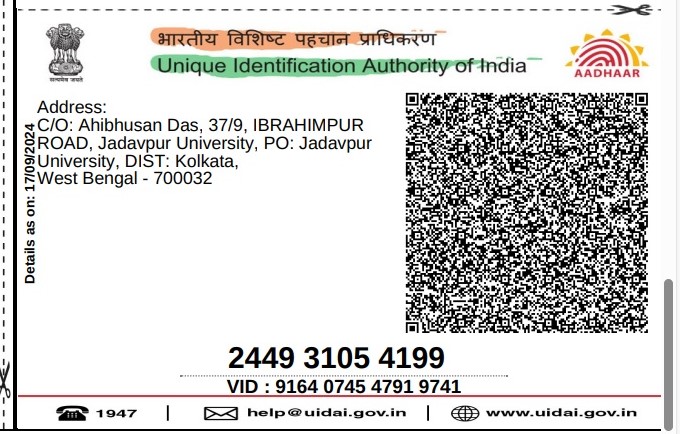 भारतीय विशिष्ट पहचान प्राधिकरण
Unique Identification Authority of India
सत्यमेव जयते
AADHAAR
Details as on: 17/09/2024
Address:
C/O: Ahibhusan Das, 37/9, IBRAHIMPUR
ROAD, Jadavpur University, PO: Jadavpur
University, DIST: Kolkata,
West Bengal - 700032
2449 3105 4199
VID : 9164 0745 4791 9741
1947 | help@uidai.gov.in | www.uidai.gov.in